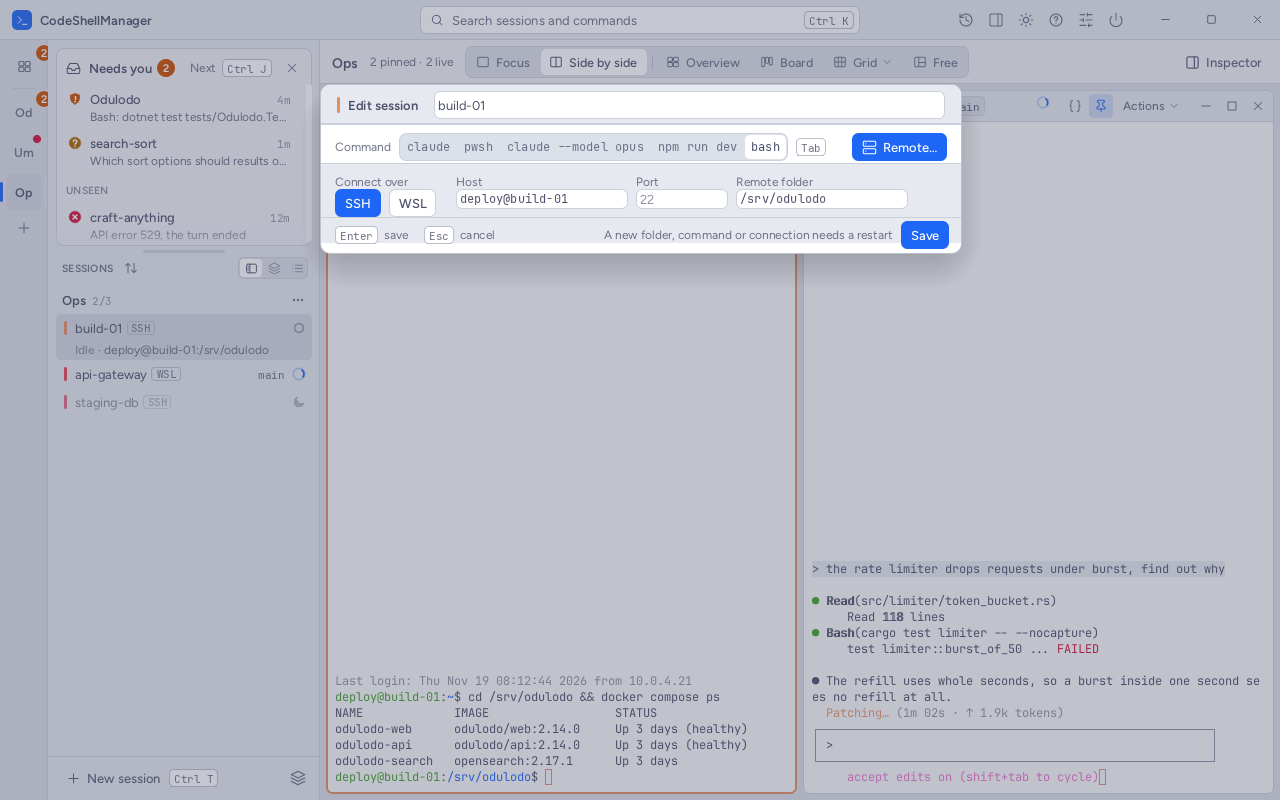 CodeShellManager
Search sessions and commands
Ctrl K
2
Needs you 2 Next Ctrl J
Odulodo 4m
Bash: dotnet test tests/Odulodo.Te…
search-sort 1m
Which sort options should results o…
UNSEEN
craft-anything 12m
API error 529, the turn ended
2
Od
Um
Op
SESSIONS
Ops 2/3
build-01 SSH
Idle · deploy@build-01:/srv/odulodo
api-gateway WSL main
staging-db SSH
New session Ctrl T
Ops 2 pinned · 2 live Focus Side by side Overview Board Grid Free Inspector
ain { } Actions
Edit session build-01
Command claude pwsh claude --model opus npm run dev bash Tab Remote…
Connect over Host Port Remote folder
SSH WSL deploy@build-01 22 /srv/odulodo
Enter save Esc cancel A new folder, command or connection needs a restart Save
Last login: Thu Nov 19 08:12:44 2026 from 10.0.4.21
deploy@build-01:~$ cd /srv/odulodo && docker compose ps
NAME IMAGE STATUS
odulodo-web odulodo/web:2.14.0 Up 3 days (healthy)
odulodo-api odulodo/api:2.14.0 Up 3 days (healthy)
odulodo-search opensearch:2.17.1 Up 3 days
deploy@build-01:/srv/odulodo$
> the rate limiter drops requests under burst, find out why
● Read(src/limiter/token_bucket.rs)
Read 118 lines
● Bash(cargo test limiter -- --nocapture)
test limiter::burst_of_50 ... FAILED
● The refill uses whole seconds, so a burst inside one second se
es no refill at all.
Patching… (1m 02s · ↑ 1.9k tokens)
>
accept edits on (shift+tab to cycle)